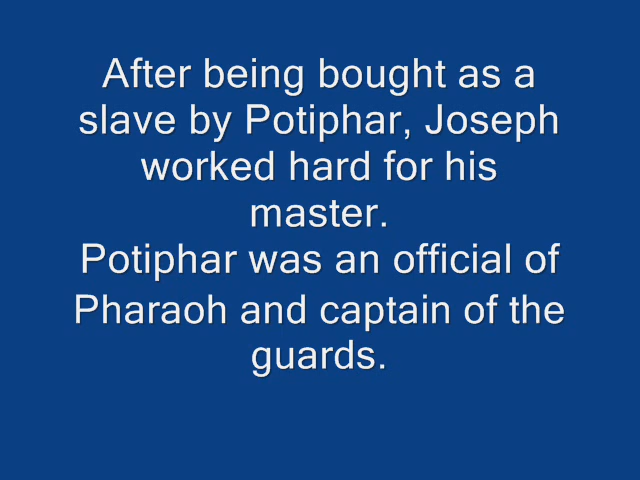 After being bought as a
slave by Potiphar, Joseph
worked hard for his
master.
Potiphar was an official of
Pharaoh and captain of the
guards.